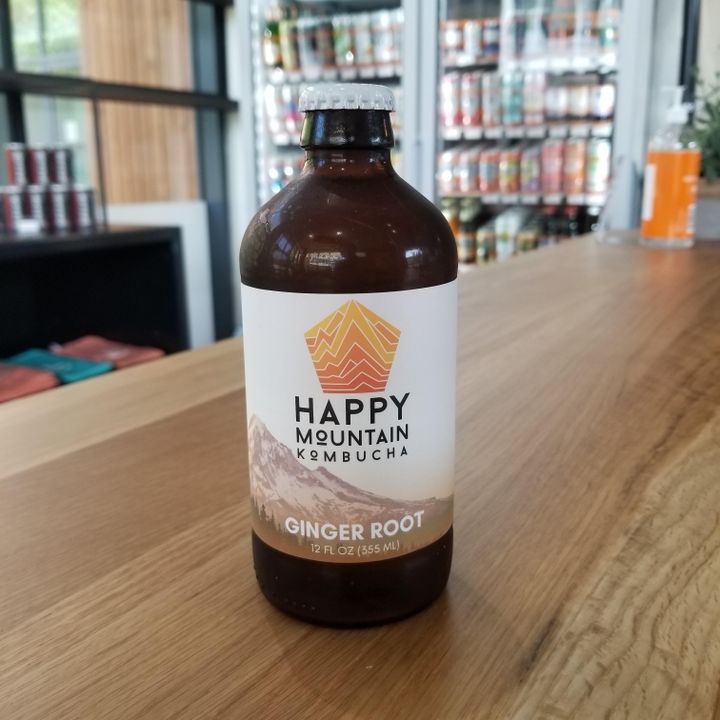 HAPPY
MOUNTAIN
KOMBUCHA
GINGER ROOT
12 FL OZ (355 ML)